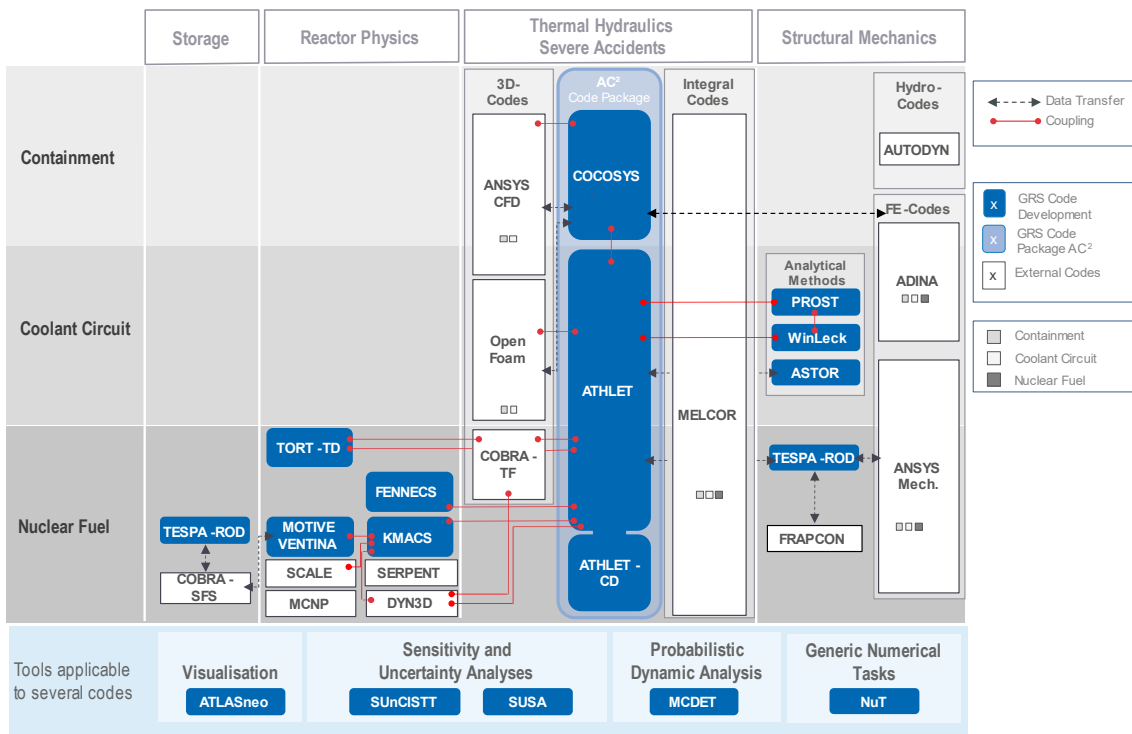 Storage
Reactor Physics
Thermal Hydraulics
Severe Accidents
Structural Mechanics
Containment
Coolant Circuit
Nuclear Fuel
3D-
Codes
AC²
Code Package
Integral
Codes
Hydro-
Codes
AUTODYN
ANSYS
CFD
COCOSYS
FE-Codes
ADINA
Analytical
Methods
PROST
WinLeck
ASTOR
Open
Foam
ATHLET
MELCOR
TORT -TD
COBRA -
TF
TESPA -ROD
ANSYS
Mech.
FENNECS
TESPA -ROD
MOTIVE
VENTINA
KMACS
FRAPCON
COBRA -
SFS
SCALE
SERPENT
MCNP
DYN3D
ATHLET -
CD
Data Transfer
Coupling
x
GRS Code
Development
x
GRS Code
Package AC²
x
External Codes
Containment
Coolant Circuit
Nuclear Fuel
Tools applicable
to several codes
Visualisation
ATLASneo
Sensitivity and
Uncertainty Analyses
SUnCISTT
SUSA
Probabilistic
Dynamic Analysis
MCDET
Generic Numerical
Tasks
NuT